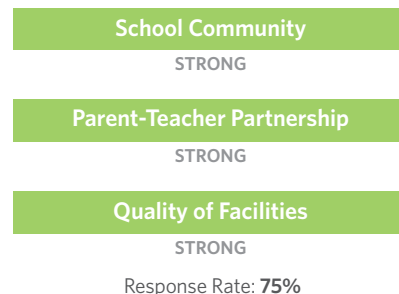 School Community
STRONG
Parent-Teacher Partnership
STRONG
Quality of Facilities
STRONG
Response Rate: 75%